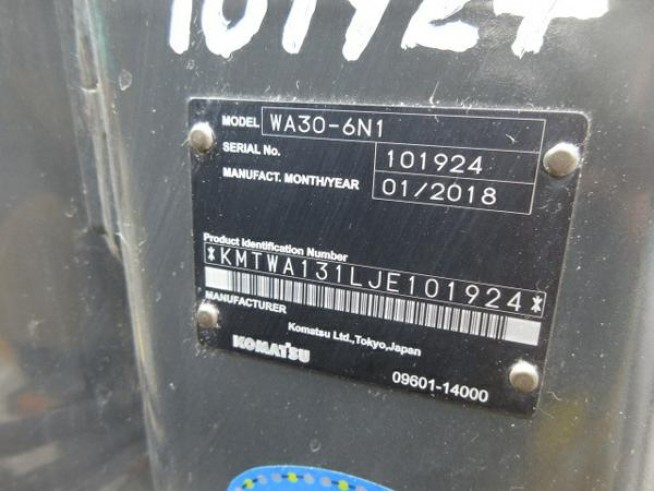 101924
MODEL WA30-6N1
SERIAL No. 101924
MANUFACT. MONTH/YEAR 01/2018
Product Identification Number
*KMTWA131LJE101924*
MANUFACTURER
Komatsu Ltd.,Tokyo,Japan
KOMATSU
09601-14000